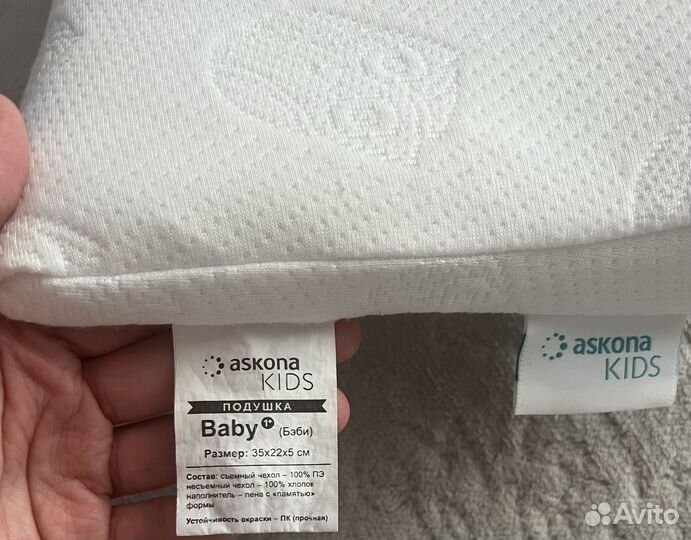 askona
KIDS
ПОДУШКА
Baby 1+ (Бэби)
Размер: 35x22x5 см
Состав: съемный чехол – 100% ПЭ
несъемный чехол – 100% хлопок
наполнитель – пена с «памятью»
формы
Устойчивость окраски – ПК (прочная)
askona
KIDS
Avito